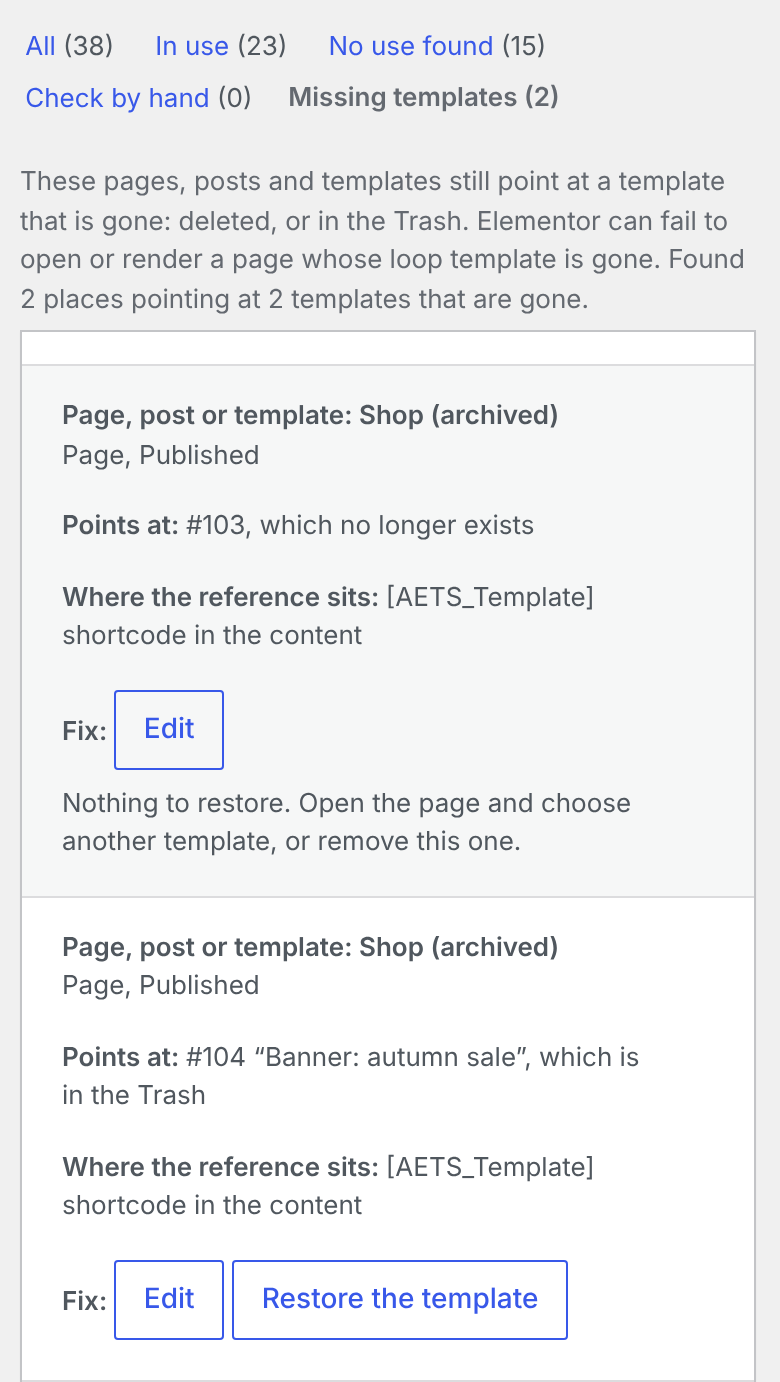 All (38) In use (23) No use found (15)
Check by hand (0) Missing templates (2)
These pages, posts and templates still point at a template
that is gone: deleted, or in the Trash. Elementor can fail to
open or render a page whose loop template is gone. Found
2 places pointing at 2 templates that are gone.
Page, post or template: Shop (archived)
Page, Published
Points at: #103, which no longer exists
Where the reference sits: [AETS_Template]
shortcode in the content
Fix: Edit
Nothing to restore. Open the page and choose
another template, or remove this one.
Page, post or template: Shop (archived)
Page, Published
Points at: #104 “Banner: autumn sale”, which is
in the Trash
Where the reference sits: [AETS_Template]
shortcode in the content
Fix: Edit Restore the template